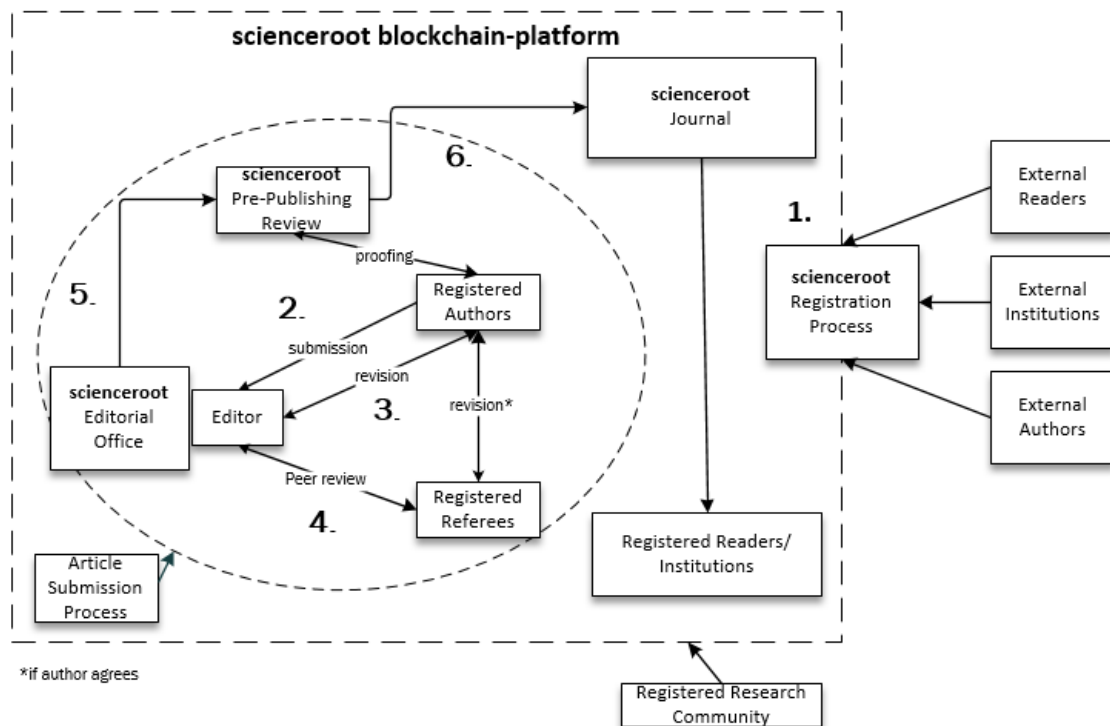 scienceroot blockchain-platform
scienceroot
Journal
6.
scienceroot
Pre-Publishing
Review
1.
External
Readers
proofing
scienceroot
Registration
Process
External
Institutions
5.
2.
Registered
Authors
submission
revision
scienceroot
Editorial
Office
Editor
3.
revision*
External
Authors
Peer review
4.
Registered
Referees
Registered Readers/
Institutions
Article
Submission
Process
*if author agrees
Registered Research
Community